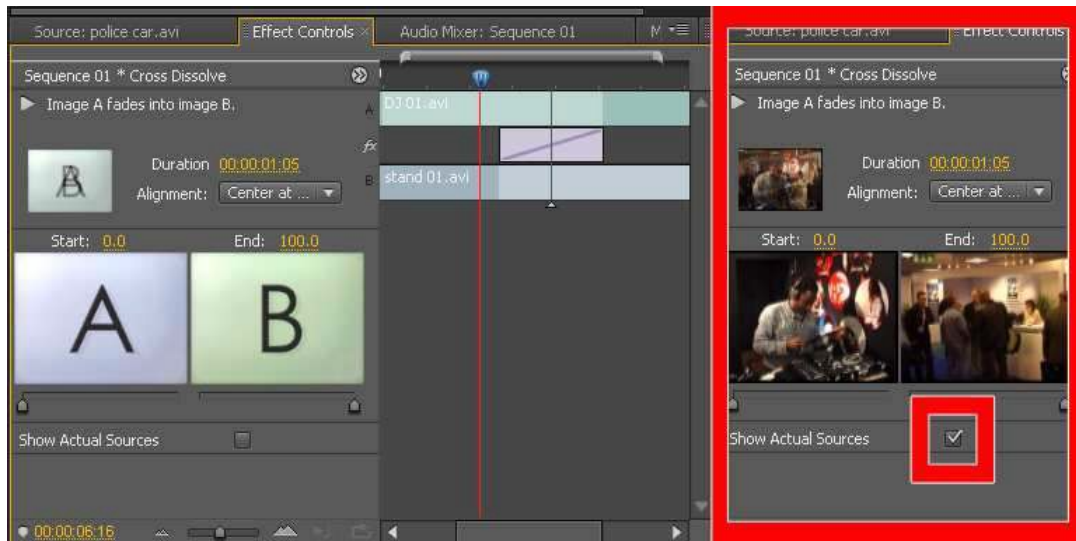 Source: police car.avi
Effect Controls ×
Audio Mixer: Sequence 01
M
Sequence 01 * Cross Dissolve
Image A fades into image B.
A
DJ 01.avi
fx
B
stand 01.avi
A
B
Duration 00:00:01:05
Alignment: Center at ...
Start: 0.0 End: 100.0
A
B
Show Actual Sources
00:00:06:16
Source: police car.avi
Effect Controls
Sequence 01 * Cross Dissolve
Image A fades into image B.
Duration 00:00:01:05
Alignment: Center at ...
Start: 0.0 End: 100.0
Show Actual Sources